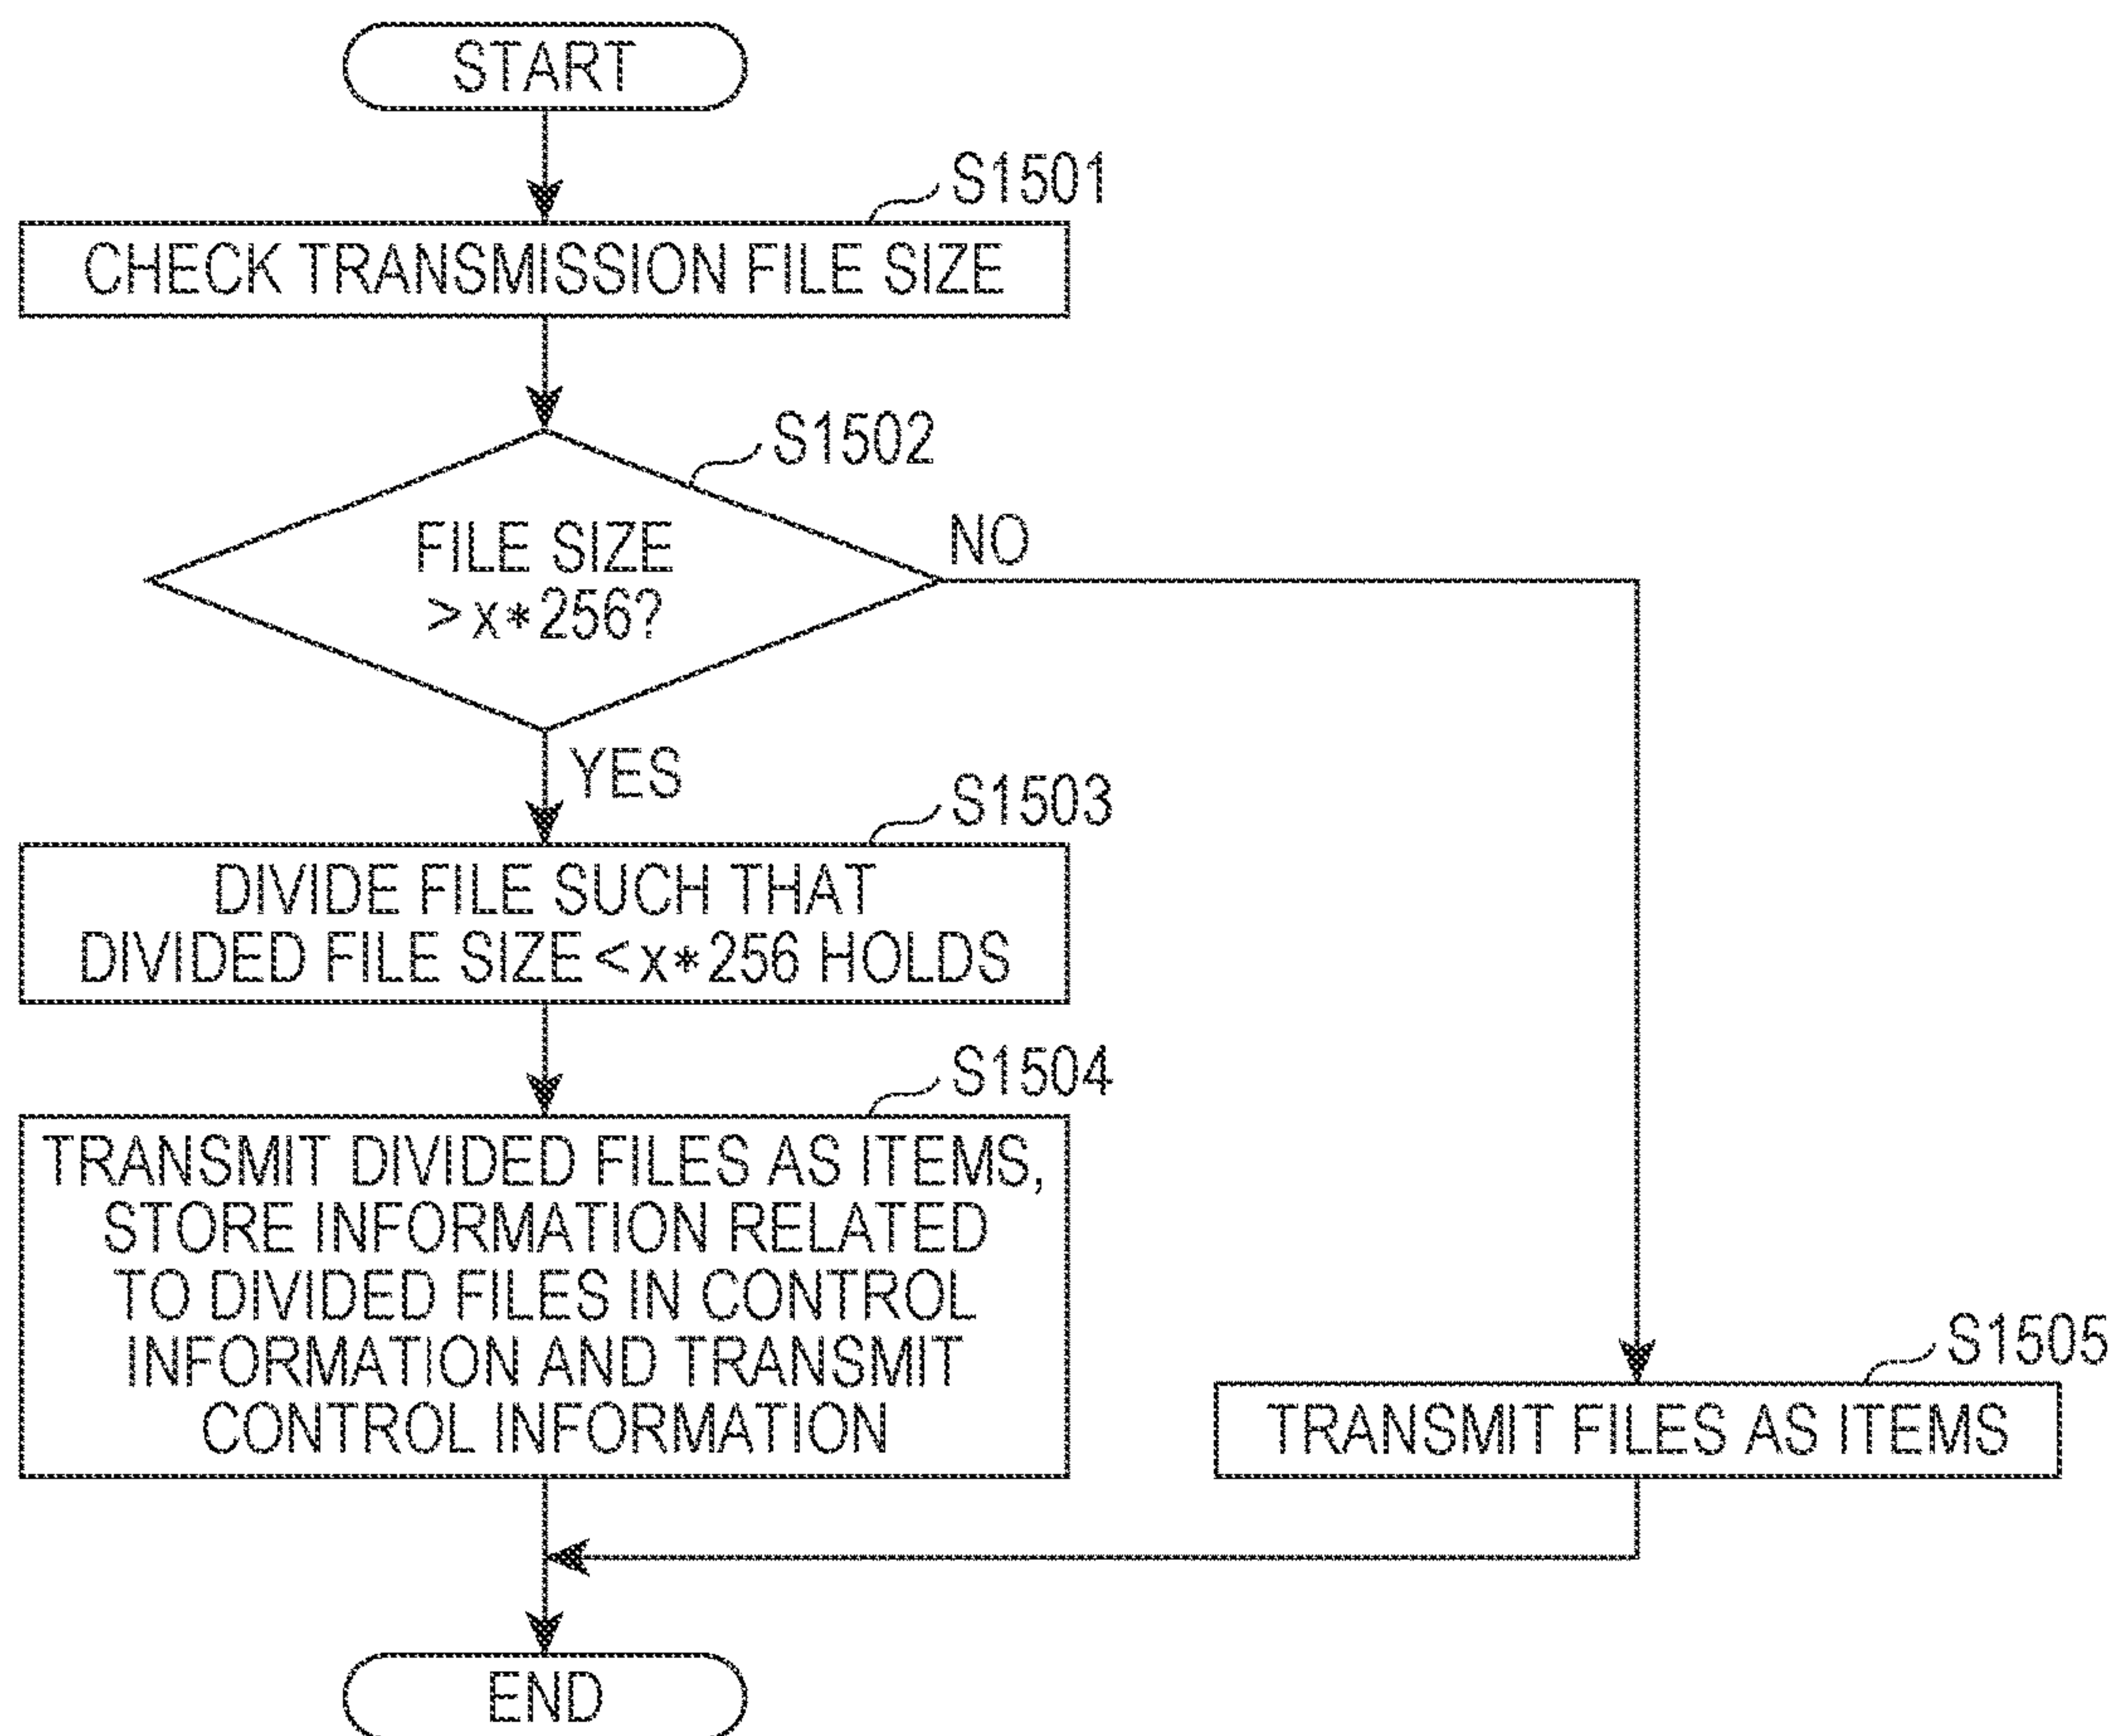 START
S1501
CHECK TRANSMISSION FILE SIZE
S1502
FILE SIZE
>x*256?
NO
YES
S1503
DIVIDE FILE SUCH THAT
DIVIDED FILE SIZE<x*256 HOLDS
S1504
TRANSMIT DIVIDED FILES AS ITEMS,
STORE INFORMATION RELATED
TO DIVIDED FILES IN CONTROL
INFORMATION AND TRANSMIT
CONTROL INFORMATION
S1505
TRANSMIT FILES AS ITEMS
END